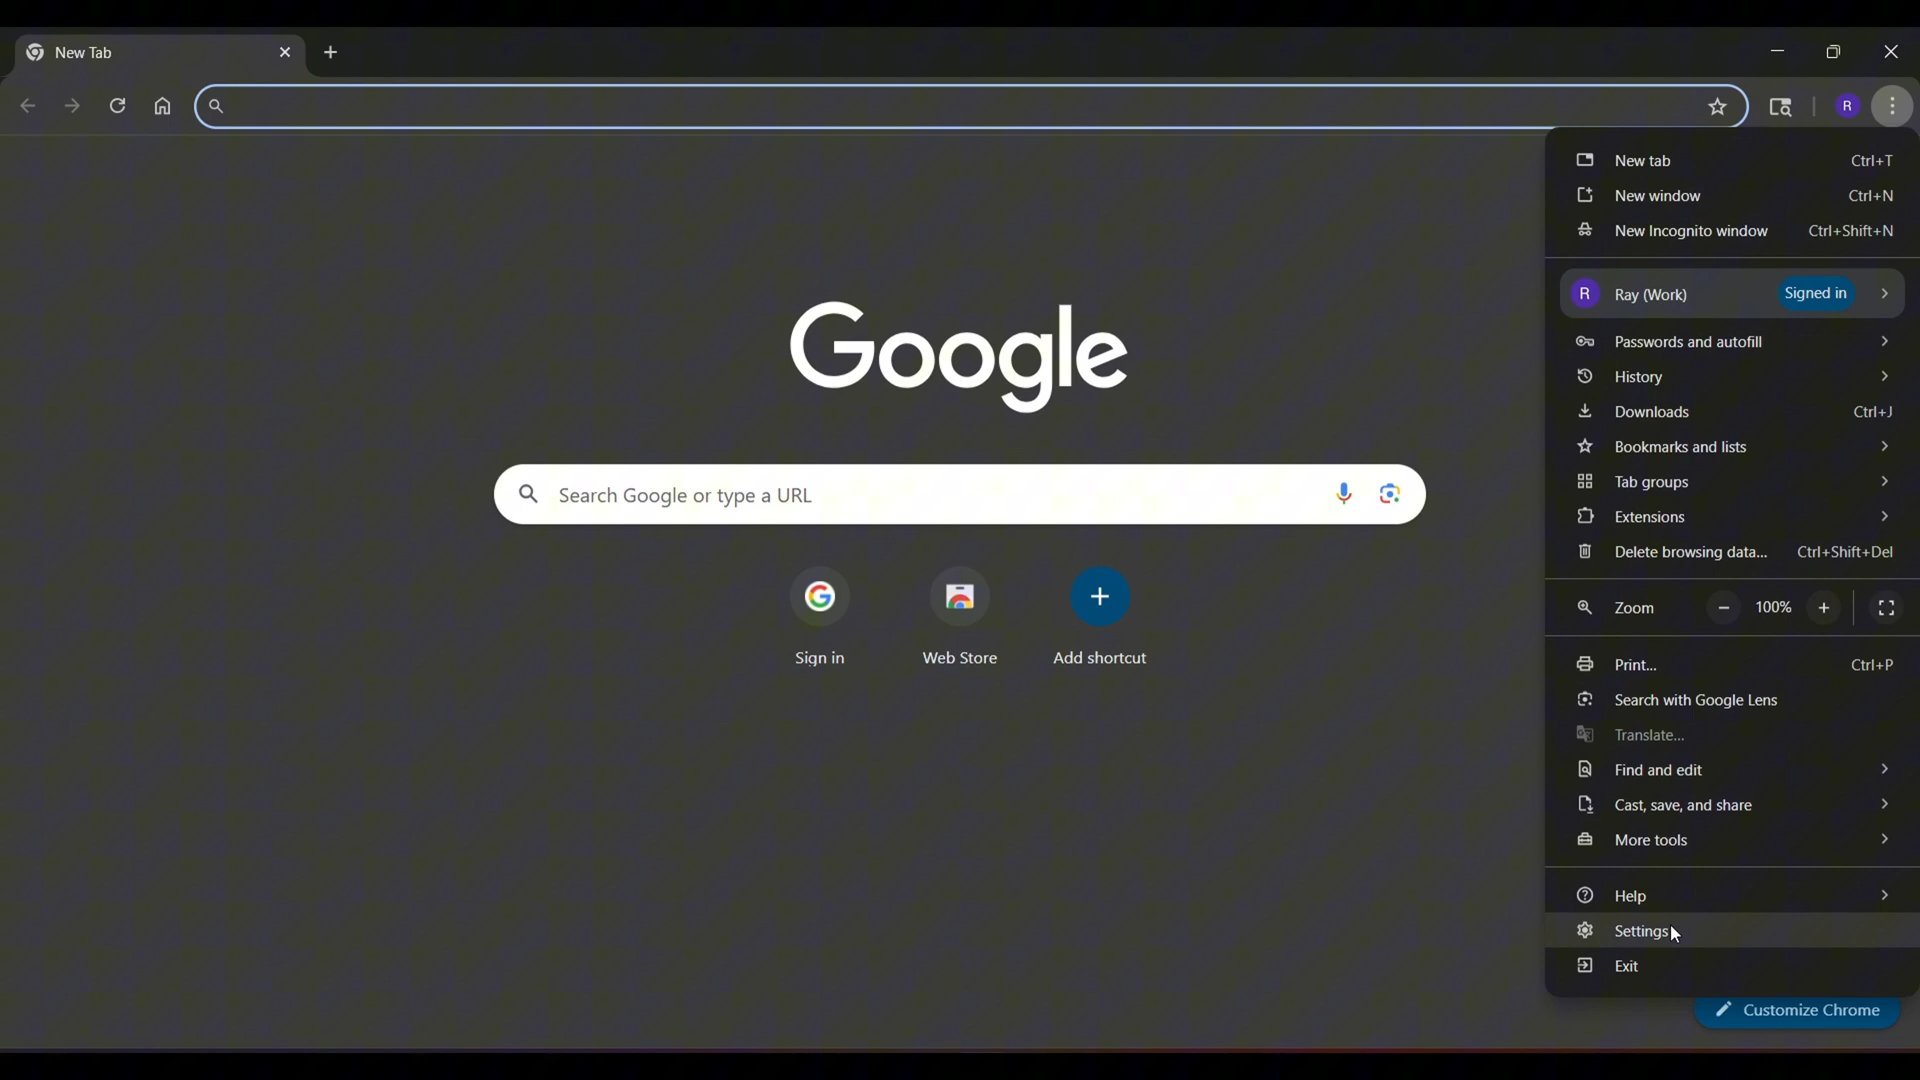 New Tab
R
New tab Ctrl+T
New window Ctrl+N
New Incognito window Ctrl+Shift+N
R Ray (Work) Signed in
Passwords and autofill
History
Downloads Ctrl+J
Bookmarks and lists
Tab groups
Extensions
Delete browsing data... Ctrl+Shift+Del
Zoom − 100% +
Print... Ctrl+P
Search with Google Lens
Translate...
Find and edit
Cast, save, and share
More tools
Help
Settings
Exit
Google
Search Google or type a URL
Sign in Web Store Add shortcut
Customize Chrome